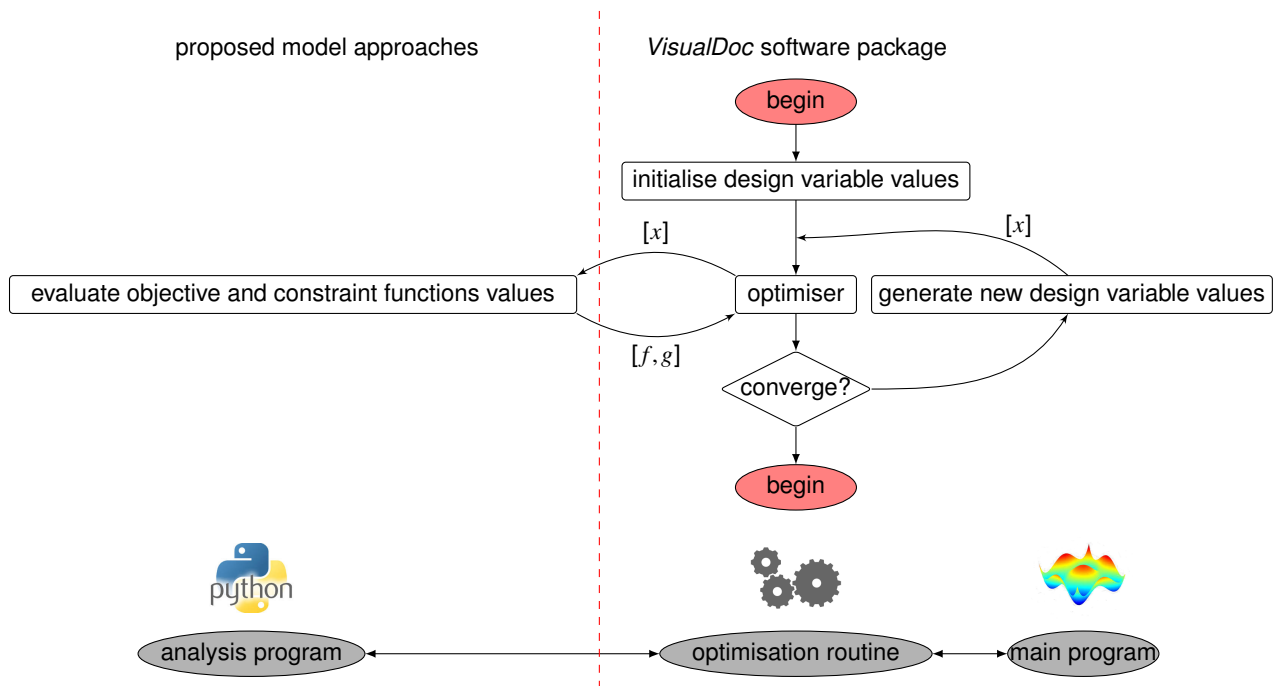 proposed model approaches
VisualDoc software package
begin
initialise design variable values
[x]
[x]
evaluate objective and constraint functions values
optimiser
generate new design variable values
[f,g]
converge?
begin
python
analysis program
optimisation routine
main program